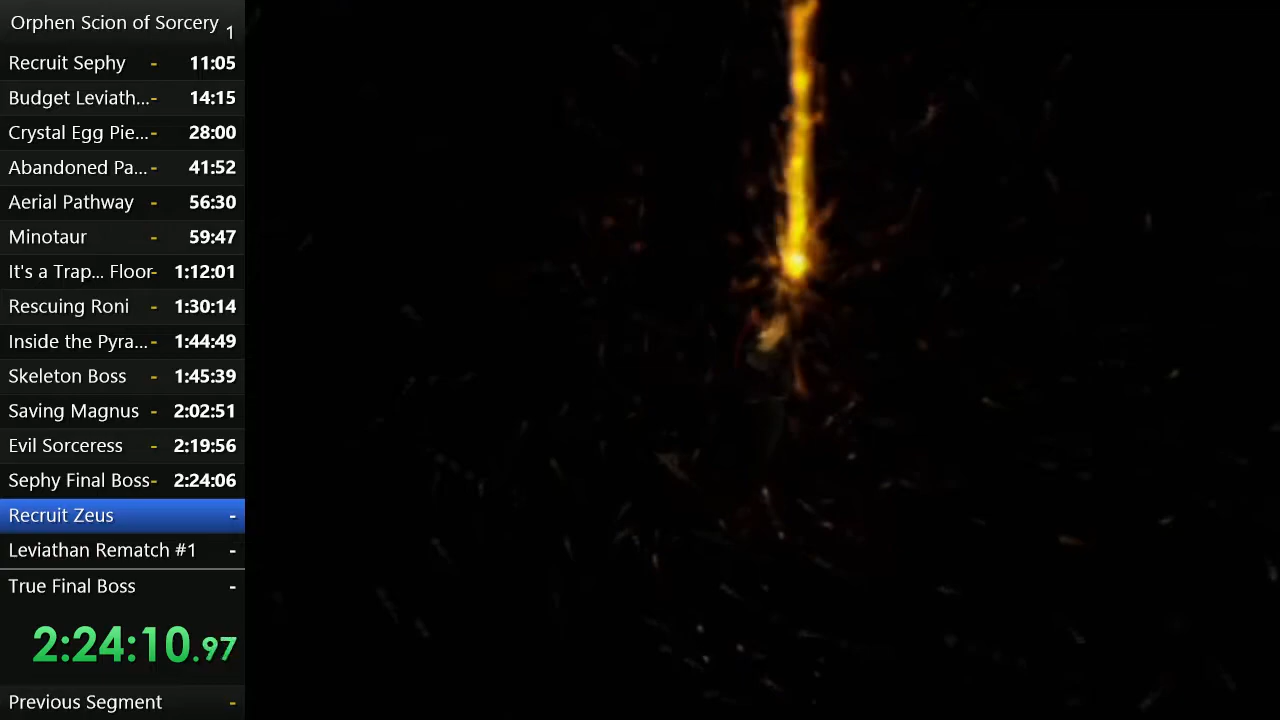 Orphen Scion of Sorcery 1
Recruit Sephy - 11:05
Budget Leviath...- 14:15
Crystal Egg Pie...- 28:00
Abandoned Pa...- 41:52
Aerial Pathway - 56:30
Minotaur - 59:47
It's a Trap... Floor- 1:12:01
Rescuing Roni - 1:30:14
Inside the Pyra...- 1:44:49
Skeleton Boss - 1:45:39
Saving Magnus - 2:02:51
Evil Sorceress - 2:19:56
Sephy Final Boss- 2:24:06
Recruit Zeus -
Leviathan Rematch #1 -
True Final Boss -
2:24:10.97
Previous Segment -